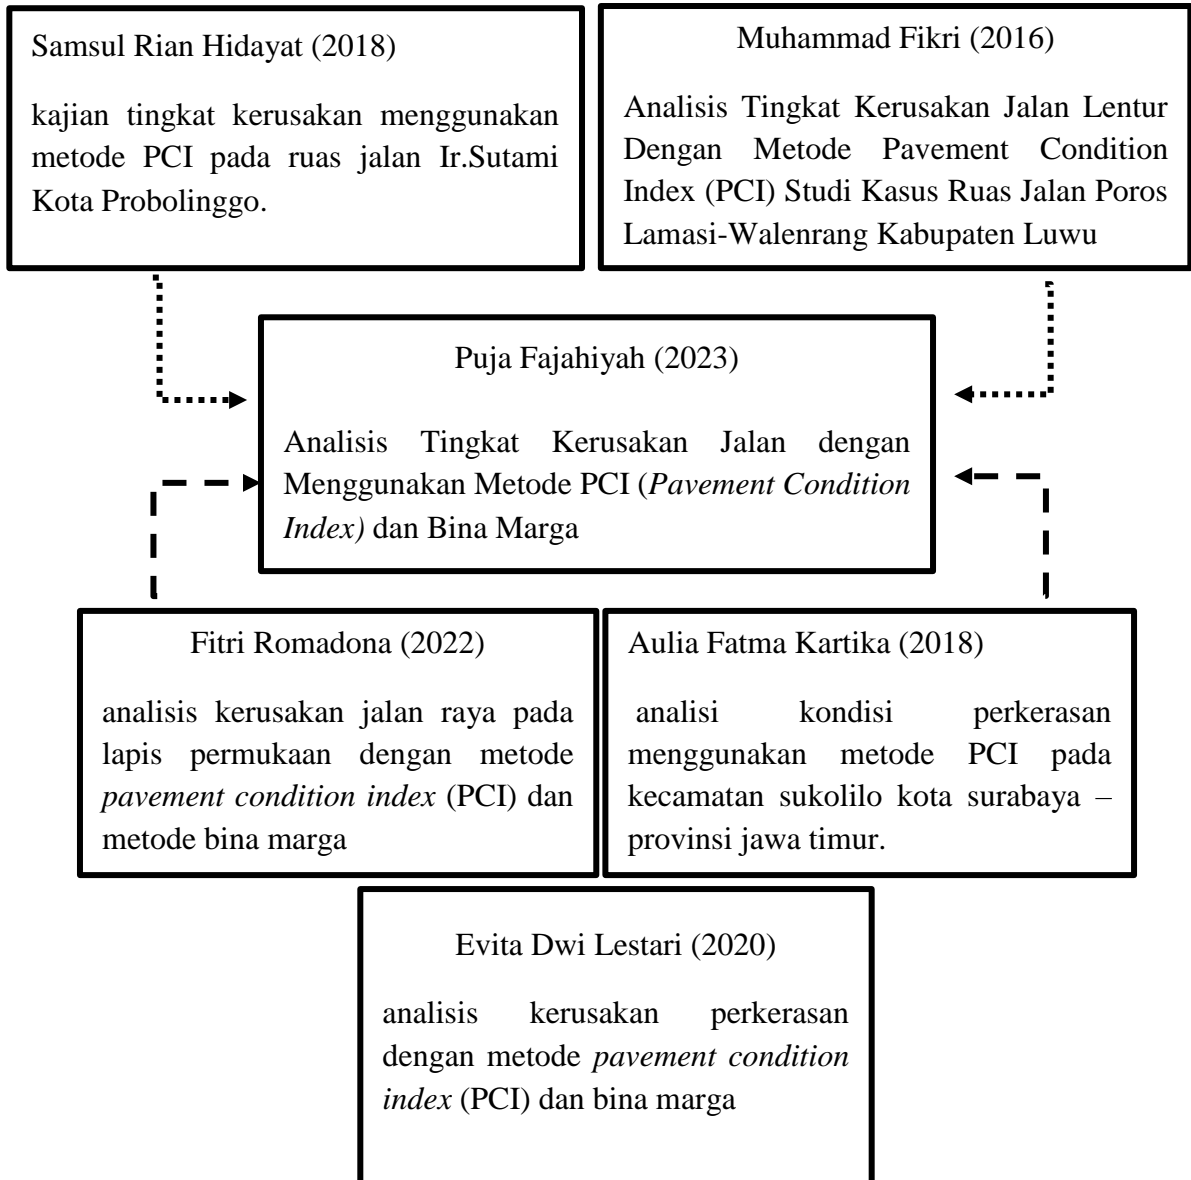 Samsul Rian Hidayat (2018)
kajian tingkat kerusakan menggunakan
metode PCI pada ruas jalan Ir.Sutami
Kota Probolinggo.
Muhammad Fikri (2016)
Analisis Tingkat Kerusakan Jalan Lentur
Dengan Metode Pavement Condition
Index (PCI) Studi Kasus Ruas Jalan Poros
Lamasi-Walenrang Kabupaten Luwu
Puja Fajahiyah (2023)
Analisis Tingkat Kerusakan Jalan dengan
Menggunakan Metode PCI (Pavement Condition
Index) dan Bina Marga
Fitri Romadona (2022)
analisis kerusakan jalan raya pada
lapis permukaan dengan metode
pavement condition index (PCI) dan
metode bina marga
Aulia Fatma Kartika (2018)
analisi kondisi perkerasan
menggunakan metode PCI pada
kecamatan sukolilo kota surabaya –
provinsi jawa timur.
Evita Dwi Lestari (2020)
analisis kerusakan perkerasan
dengan metode pavement condition
index (PCI) dan bina marga